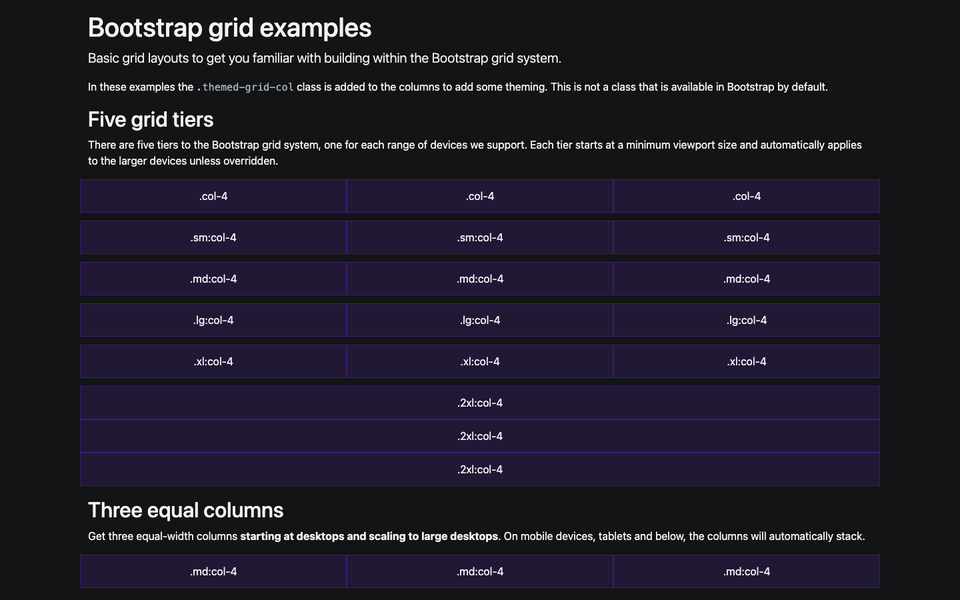 Bootstrap grid examples
Basic grid layouts to get you familiar with building within the Bootstrap grid system.
In these examples the .themed-grid-col class is added to the columns to add some theming. This is not a class that is available in Bootstrap by default.
Five grid tiers
There are five tiers to the Bootstrap grid system, one for each range of devices we support. Each tier starts at a minimum viewport size and automatically applies
to the larger devices unless overridden.
.col-4 .col-4 .col-4
.sm:col-4 .sm:col-4 .sm:col-4
.md:col-4 .md:col-4 .md:col-4
.lg:col-4 .lg:col-4 .lg:col-4
.xl:col-4 .xl:col-4 .xl:col-4
.2xl:col-4
.2xl:col-4
.2xl:col-4
Three equal columns
Get three equal-width columns starting at desktops and scaling to large desktops. On mobile devices, tablets and below, the columns will automatically stack.
.md:col-4 .md:col-4 .md:col-4